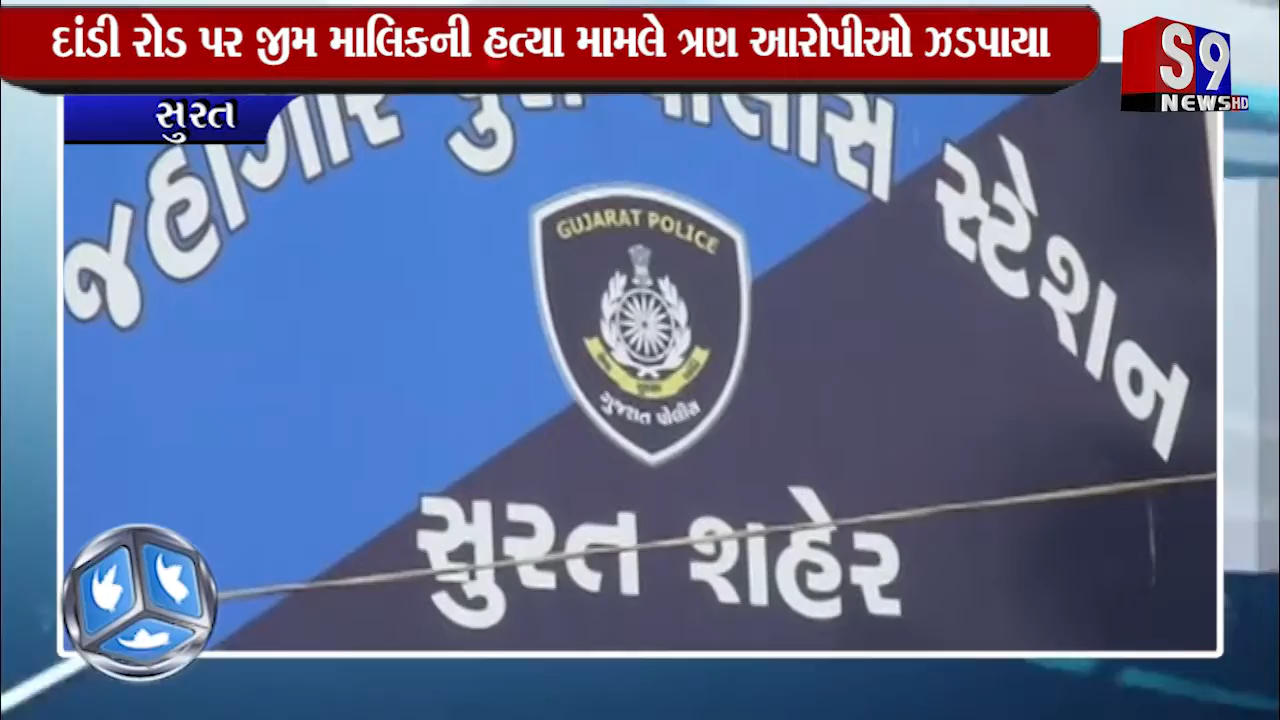 દાંડી રોડ પર જીમ માલિકની હત્યા મામલે ત્રણ આરોપીઓ ઝડપાયા
S9
NEWS HD
સુરત
સ્ટેશન
GUJARAT POLICE
ગુજરાત પોલીસ
સુરત શહેર